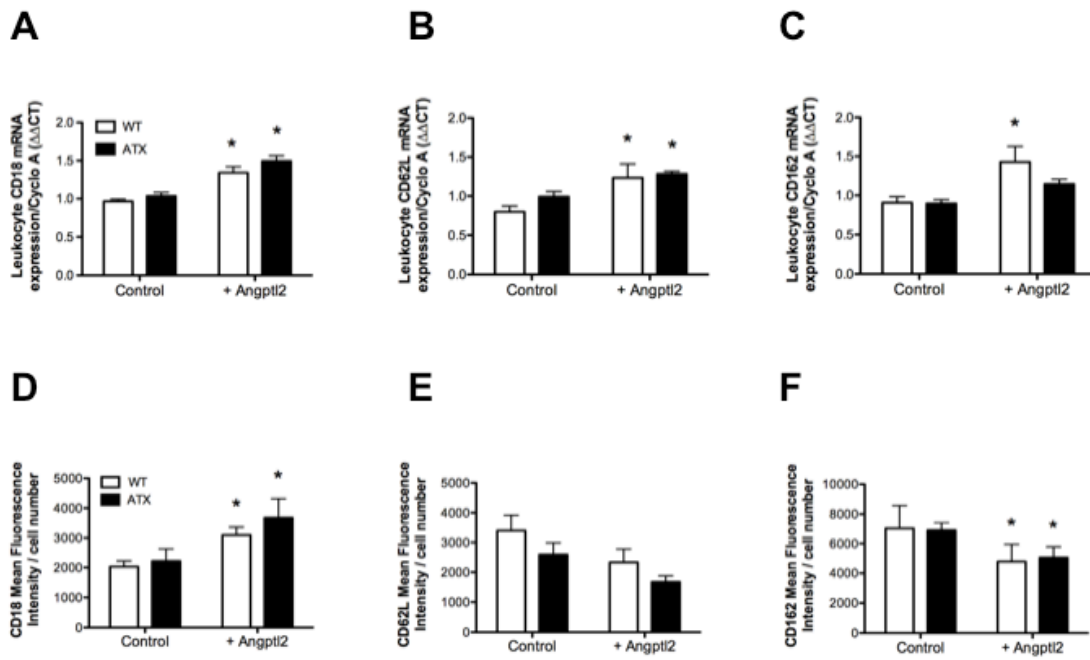 A
B
C
Leukocyte CD18 mRNA
expression/Cyclo A (ΔΔCT)
2.0
1.5
1.0
0.5
0.0
WT
ATX
*
*
Control
+ Angptl2
Leukocyte CD62L mRNA
expression/Cyclo A (ΔΔCT)
2.0
1.5
1.0
0.5
0.0
*
*
Control
+ Angptl2
Leukocyte CD162 mRNA
expression/Cyclo A (ΔΔCT)
2.0
1.5
1.0
0.5
0.0
*
Control
+ Angptl2
D
E
F
CD18 Mean Fluorescence
Intensity / cell number
5000
4000
3000
2000
1000
0
WT
ATX
*
*
Control
+ Angptl2
CD62L Mean Fluorescence
Intensity / cell number
5000
4000
3000
2000
1000
0
Control
+ Angptl2
CD162 Mean Fluorescence
Intensity / cell number
10000
8000
6000
4000
2000
0
*
*
Control
+ Angptl2